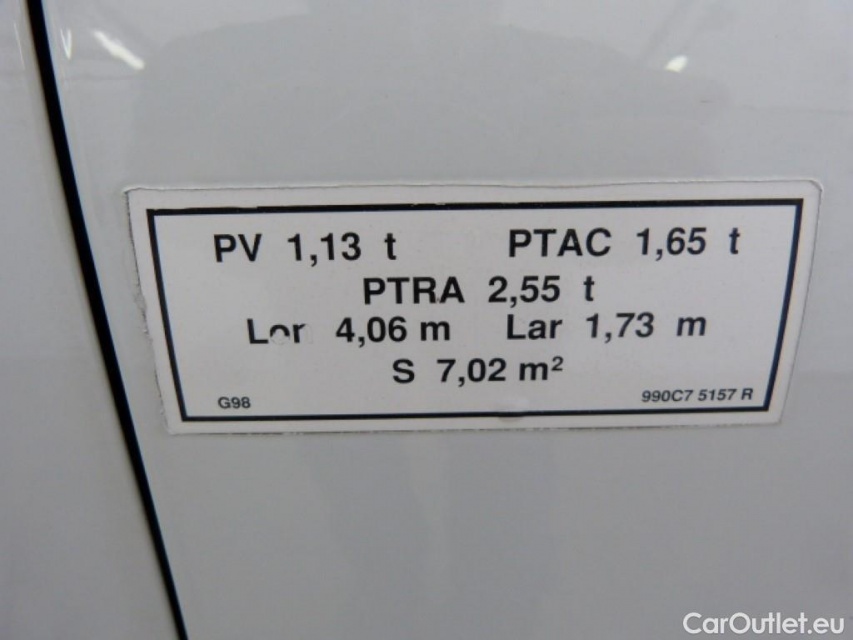 PV 1,13 t PTAC 1,65 t
PTRA 2,55 t
Lor 4,06 m Lar 1,73 m
S 7,02 m²
G98 990C7 5157 R
CarOutlet.eu